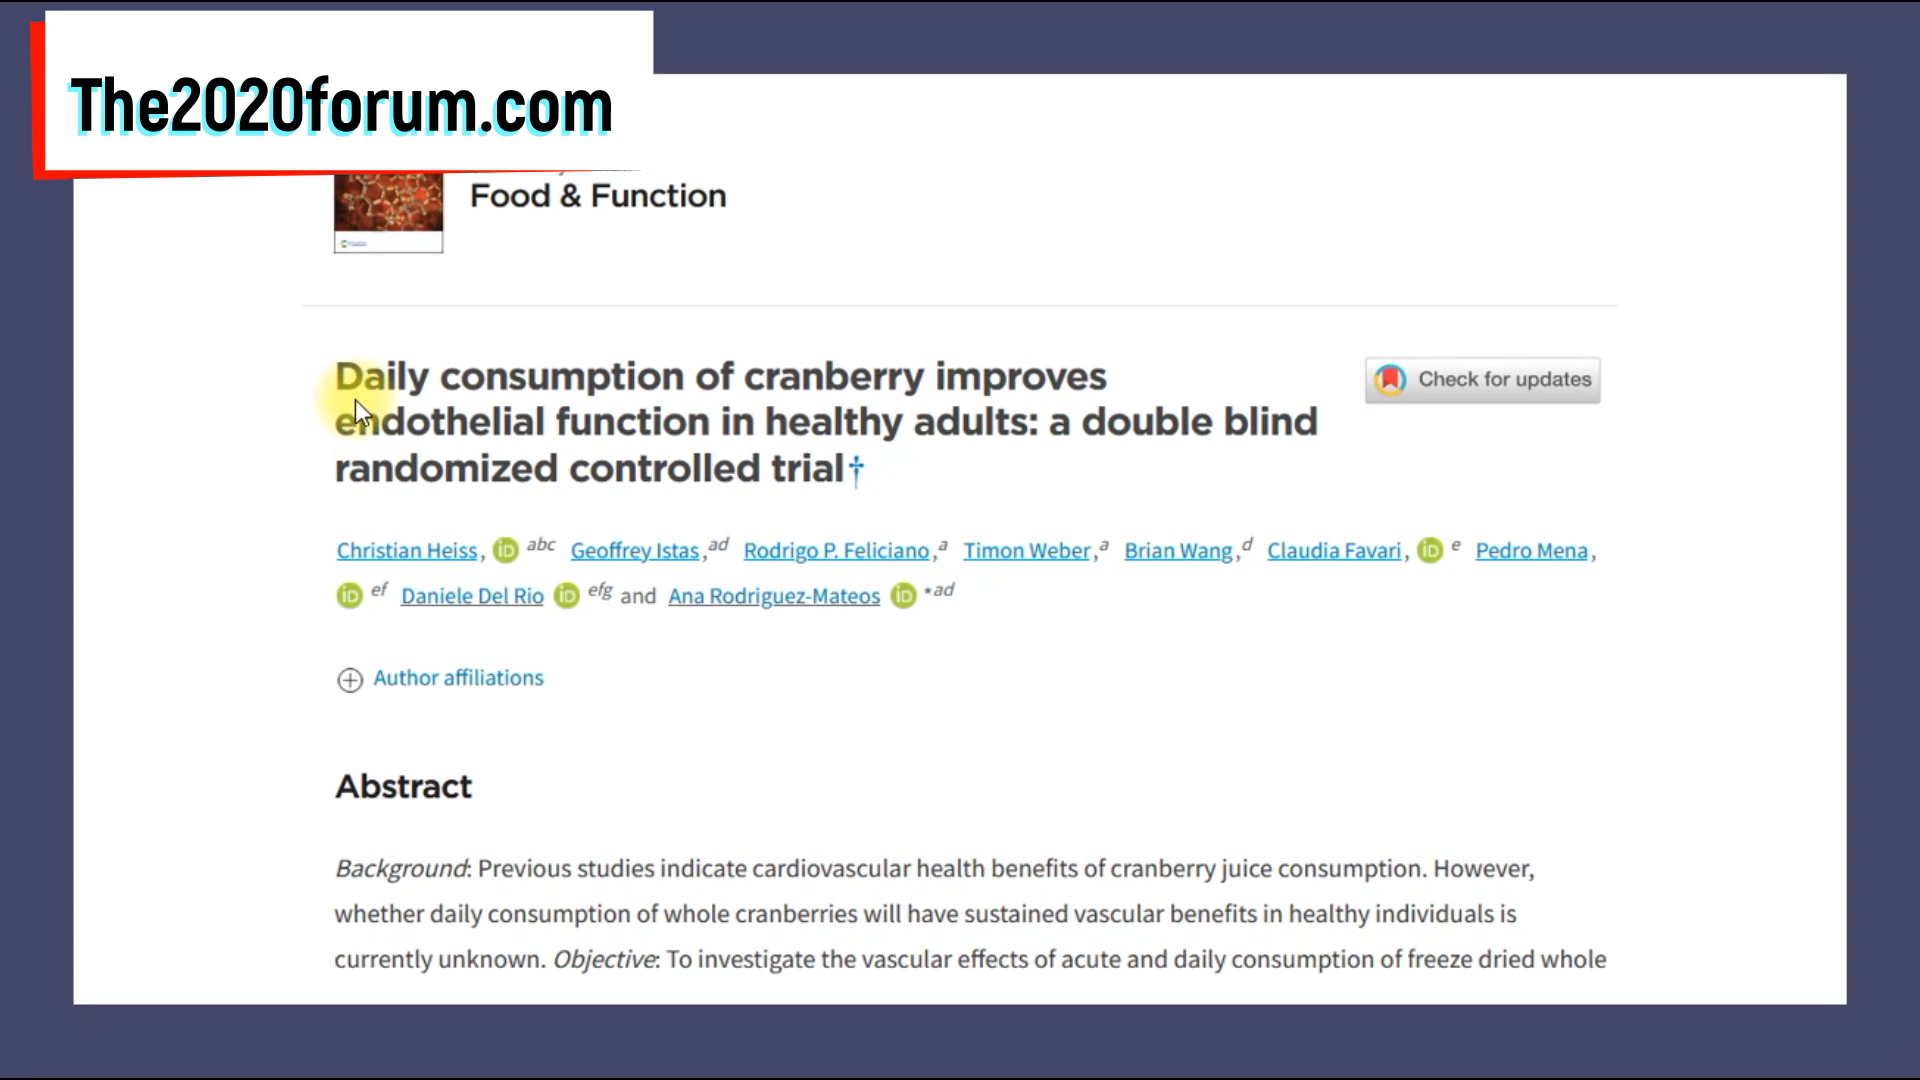 The2020forum.com
Food & Function
Daily consumption of cranberry improves
endothelial function in healthy adults: a double blind
randomized controlled trial†
Check for updates
Christian Heiss, iD abc Geoffrey Istas,ad Rodrigo P. Feliciano,a Timon Weber,a Brian Wang,d Claudia Favari, iD e Pedro Mena,
iD ef Daniele Del Rio iD efg and Ana Rodriguez-Mateos iD *ad
Author affiliations
Abstract
Background: Previous studies indicate cardiovascular health benefits of cranberry juice consumption. However,
whether daily consumption of whole cranberries will have sustained vascular benefits in healthy individuals is
currently unknown. Objective: To investigate the vascular effects of acute and daily consumption of freeze dried whole